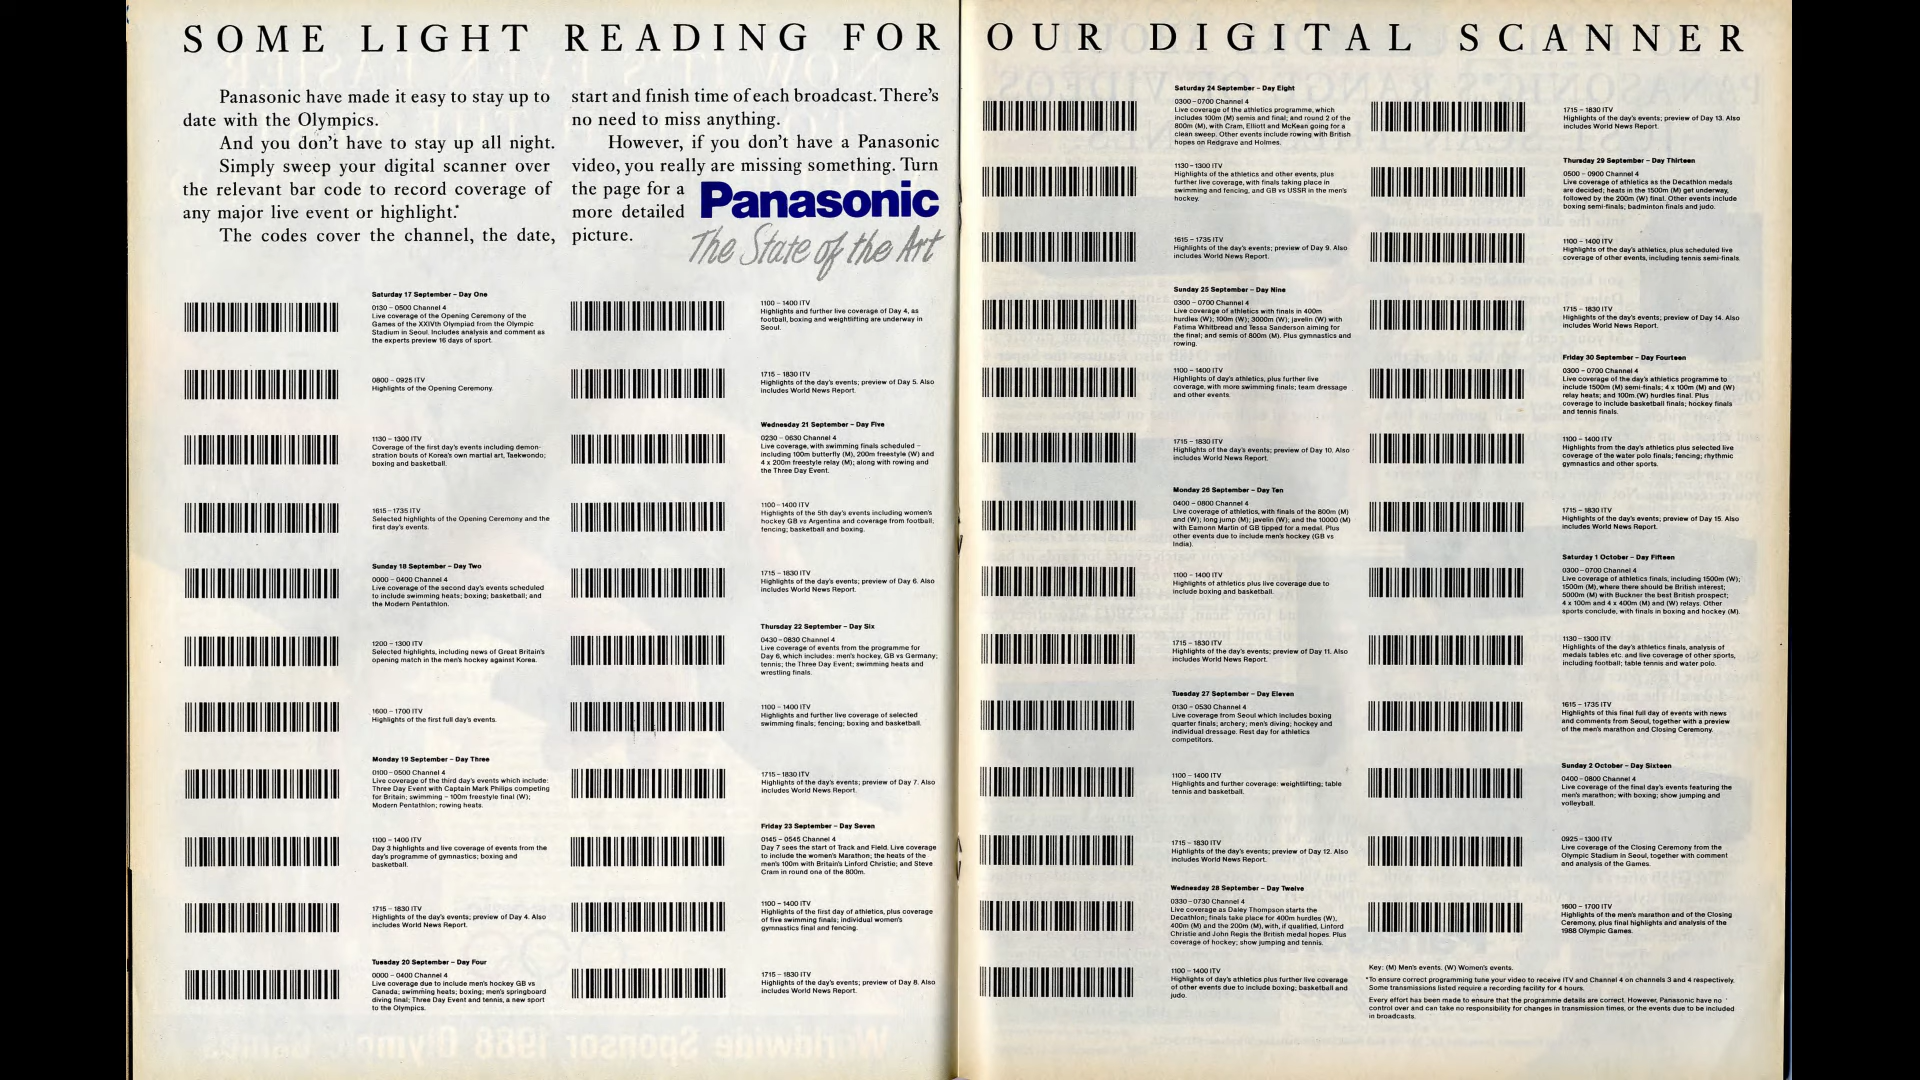 SOME LIGHT READING FOR OUR DIGITAL SCANNER
Panasonic have made it easy to stay up to
date with the Olympics.
And you don't have to stay up all night.
Simply sweep your digital scanner over
the relevant bar code to record coverage of
any major live event or highlight.*
The codes cover the channel, the date,
start and finish time of each broadcast. There's
no need to miss anything.
However, if you don't have a Panasonic
video, you really are missing something. Turn
the page for a
more detailed
picture.
Panasonic
The State of the Art
Saturday 17 September – Day One
0130 – 0500 Channel 4
Live coverage of the Opening Ceremony of the
Games of the XXIVth Olympiad from the Olympic
Stadium in Seoul. Includes analysis and comment as
the experts preview 16 days of sport.
0800 – 0925 ITV
Highlights of the Opening Ceremony.
1130 – 1300 ITV
Coverage of the first day's events including demon-
stration bouts of Korea's own martial art, Taekwondo;
boxing and basketball.
1615 – 1735 ITV
Selected highlights of the Opening Ceremony and the
first day's events.
Sunday 18 September – Day Two
0000 – 0400 Channel 4
Live coverage of the second day's events scheduled
to include swimming heats; boxing; basketball; and
the Modern Pentathlon.
1200 – 1300 ITV
Selected highlights, including news of Great Britain's
opening match in the men's hockey against Korea.
1600 – 1700 ITV
Highlights of the first full day's events.
Monday 19 September – Day Three
0100 – 0500 Channel 4
Live coverage of the third day's events which include:
Three Day Event with Captain Mark Philips competing
for Britain; swimming – 100m freestyle final (W);
Modern Pentathlon; rowing heats.
1100 – 1400 ITV
Day 3 highlights and live coverage of events from the
day's programme of gymnastics; boxing and
basketball.
1715 – 1830 ITV
Highlights of the day's events; preview of Day 4. Also
includes World News Report.
Tuesday 20 September – Day Four
0000 – 0400 Channel 4
Live coverage due to include men's hockey GB vs
Canada; swimming heats; boxing; men's springboard
diving final; Three Day Event and tennis, a new sport
to the Olympics.
1100 – 1400 ITV
Highlights and further live coverage of Day 4, as
football, boxing and weightlifting are underway in
Seoul.
1715 – 1830 ITV
Highlights of the day's events; preview of Day 5. Also
includes World News Report.
Wednesday 21 September – Day Five
0230 – 0630 Channel 4
Live coverage, with swimming finals scheduled –
including 100m butterfly (M), 200m freestyle (W) and
4 x 200m freestyle relay (M); along with rowing and
the Three Day Event.
1100 – 1400 ITV
Highlights of the 5th day's events including women's
hockey GB vs Argentina and coverage from football;
fencing; basketball and boxing.
1715 – 1830 ITV
Highlights of the day's events; preview of Day 6. Also
includes World News Report.
Thursday 22 September – Day Six
0430 – 0830 Channel 4
Live coverage of events from the programme for
Day 6, which includes: men's hockey, GB vs Germany;
tennis; the Three Day Event; swimming heats and
wrestling finals.
1100 – 1400 ITV
Highlights and further live coverage of selected
swimming finals; fencing; boxing and basketball.
1715 – 1830 ITV
Highlights of the day's events; preview of Day 7. Also
includes World News Report.
Friday 23 September – Day Seven
0145 – 0545 Channel 4
Day 7 sees the start of Track and Field. Live coverage
to include the women's Marathon; the heats of the
men's 100m with Britain's Linford Christie; and Steve
Cram in round one of the 800m.
1100 – 1400 ITV
Highlights of the first day of athletics, plus coverage
of five swimming finals; individual women's
gymnastics final and fencing.
1715 – 1830 ITV
Highlights of the day's events; preview of Day 8. Also
includes World News Report.
Saturday 24 September – Day Eight
0300 – 0700 Channel 4
Live coverage of the athletics programme, which
includes 100m (M) semis and final; and round 2 of the
800m (M), with Cram, Elliott and McKean going for a
clean sweep. Other events include rowing with British
hopes on Redgrave and Holmes.
1130 – 1300 ITV
Highlights of the athletics and other events, plus
further live coverage, with finals taking place in
swimming and fencing, and GB vs USSR in the men's
hockey.
1615 – 1735 ITV
Highlights of the day's events; preview of Day 9. Also
includes World News Report.
Sunday 25 September – Day Nine
0300 – 0700 Channel 4
Live coverage of athletics with finals in 400m
hurdles (W); 100m (W); 3000m (W); javelin (W) with
Fatima Whitbread and Tessa Sanderson aiming for
the final; and semis of 800m (M). Plus gymnastics and
rowing.
1100 – 1400 ITV
Highlights of day's athletics, plus further live
coverage, with more swimming finals; team dressage
and other events.
1715 – 1830 ITV
Highlights of the day's events; preview of Day 10. Also
includes World News Report.
Monday 26 September – Day Ten
0400 – 0800 Channel 4
Live coverage of athletics, with finals of the 800m (M)
and (W); long jump (M); javelin (W); and the 10000 (M)
with Eamonn Martin of GB tipped for a medal. Plus
other events due to include men's hockey (GB vs
India).
1100 – 1400 ITV
Highlights of athletics plus live coverage due to
include boxing and basketball.
1715 – 1830 ITV
Highlights of the day's events; preview of Day 11. Also
includes World News Report.
Tuesday 27 September – Day Eleven
0130 – 0530 Channel 4
Live coverage from Seoul which includes boxing
quarter finals; archery; men's diving; hockey and
individual dressage. Rest day for athletics
competitors.
1100 – 1400 ITV
Highlights and further coverage: weightlifting; table
tennis and basketball.
1715 – 1830 ITV
Highlights of the day's events; preview of Day 12. Also
includes World News Report.
Wednesday 28 September – Day Twelve
0330 – 0730 Channel 4
Live coverage as Daley Thompson starts the
Decathlon; finals take place for 400m hurdles (W),
400m (M) and the 200m (M), with, if qualified, Linford
Christie and John Regis the British medal hopes. Plus
coverage of hockey; show jumping and tennis.
1100 – 1400 ITV
Highlights of day's athletics plus further live coverage
of other events due to include boxing; basketball and
judo.
1715 – 1830 ITV
Highlights of the day's events; preview of Day 13. Also
includes World News Report.
Thursday 29 September – Day Thirteen
0500 – 0900 Channel 4
Live coverage of athletics as the Decathlon medals
are decided; heats in the 1500m (M) get underway,
followed by the 200m (W) final. Other events include
boxing semi-finals; badminton finals and judo.
1100 – 1400 ITV
Highlights of the day's athletics, plus scheduled live
coverage of other events, including tennis semi-finals.
1715 – 1830 ITV
Highlights of the day's events; preview of Day 14. Also
includes World News Report.
Friday 30 September – Day Fourteen
0300 – 0700 Channel 4
Live coverage of the day's athletics programme to
include 1500m (M) semi-finals; 4 x 100m (M) and (W)
relay heats; and 100m (W) hurdles final. Plus
coverage to include basketball finals; hockey finals
and tennis finals.
1100 – 1400 ITV
Highlights from the day's athletics plus selected live
coverage of the water polo finals; fencing; rhythmic
gymnastics and other sports.
1715 – 1830 ITV
Highlights of the day's events; preview of Day 15. Also
includes World News Report.
Saturday 1 October – Day Fifteen
0300 – 0700 Channel 4
Live coverage of athletics finals, including 1500m (W);
1500m (M), where there should be British interest;
5000m (M) with Buckner the best British prospect;
4 x 100m and 4 x 400m (M) and (W) relays. Other
sports conclude, with finals in boxing and hockey (M).
1130 – 1300 ITV
Highlights of the day's athletics finals, analysis of
medals tables etc. and live coverage of other sports,
including football; table tennis and water polo.
1615 – 1735 ITV
Highlights of this final full day of events with news
and comments from Seoul, together with a preview
of the men's marathon and Closing Ceremony.
Sunday 2 October – Day Sixteen
0400 – 0800 Channel 4
Live coverage of the final day's events featuring the
men's marathon; with boxing; show jumping and
volleyball.
0925 – 1300 ITV
Live coverage of the Closing Ceremony from the
Olympic Stadium in Seoul, together with comment
and analysis of the Games.
1600 – 1700 ITV
Highlights of the men's marathon and of the Closing
Ceremony, plus final highlights and analysis of the
1988 Olympic Games.
Key: (M) Men's events. (W) Women's events.
*To ensure correct programming tune your video to receive ITV and Channel 4 on channels 3 and 4 respectively.
Some transmissions listed require a recording facility for 4 hours.
Every effort has been made to ensure that the programme details are correct. However, Panasonic have no
control over and can take no responsibility for changes in transmission times, or the events due to be included
in broadcasts.